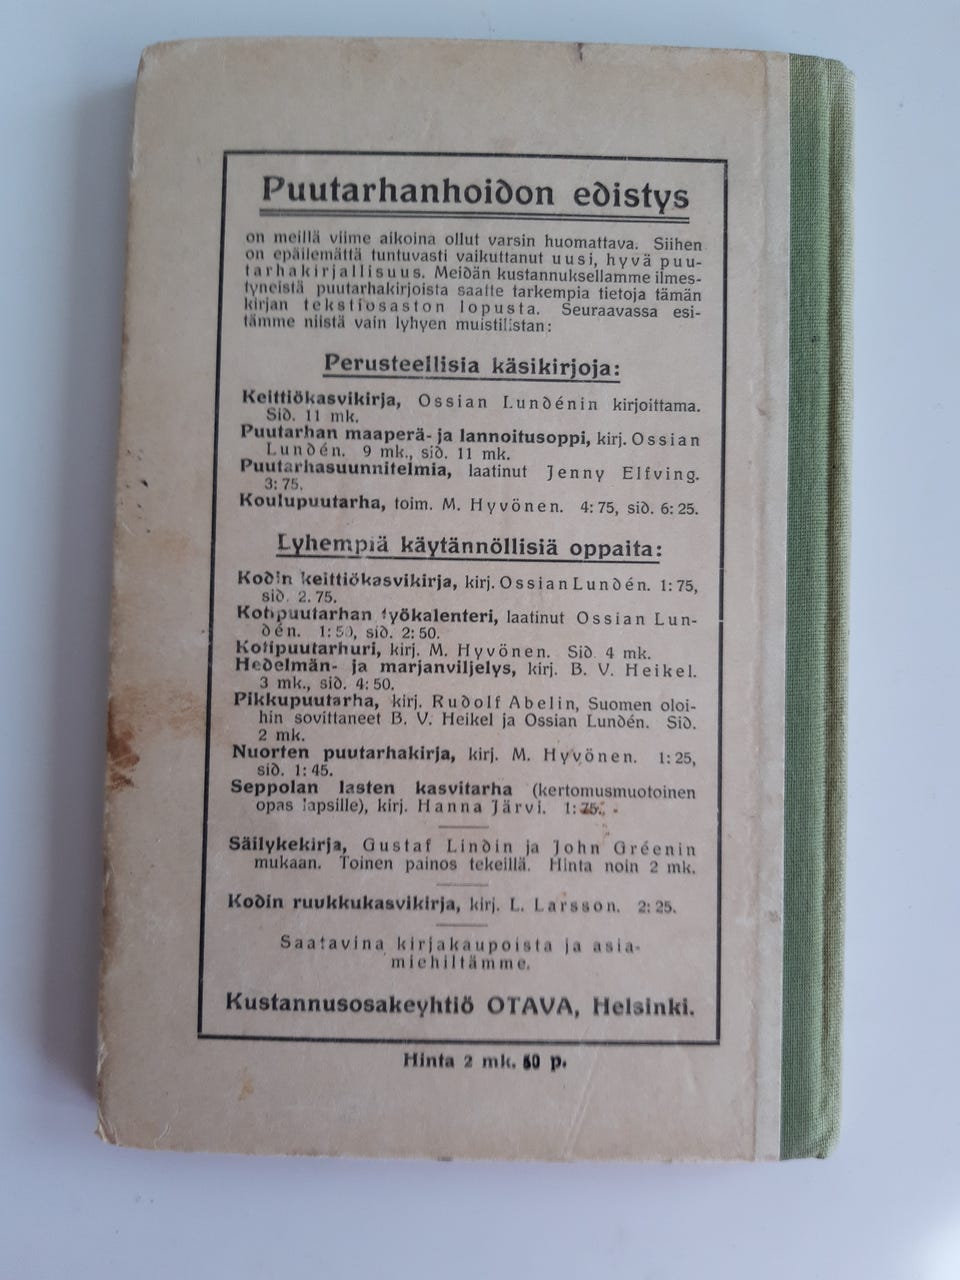 Puutarhanhoidon edistys
on meillä viime aikoina ollut varsin huomattava. Siihen
on epäilemättä tuntuvasti vaikuttanut uusi, hyvä puu-
tarhakirjallisuus. Meidän kustannuksellamme ilmes-
tyneistä puutarhakirjoista saatte tarkempia tietoja tämän
kirjan tekstiosaston lopusta. Seuraavassa esi-
tämme niistä vain lyhyen muistilistan:
Perusteellisia käsikirjoja:
Keittiökasvikirja, Ossian Lundénin kirjoittama.
Sid. 11 mk.
Puutarhan maaperä- ja lannoitusoppi, kirj. Ossian
Lundén. 9 mk., sid. 11 mk.
Puutarhasuunnitelmia, laatinut Jenny Elfving.
3:75.
Koulupuutarha, toim. M. Hyvönen. 4:75, sid. 6:25.
Lyhempiä käytännöllisiä oppaita:
Kodin keittiökasvikirja, kirj. Ossian Lundén. 1:75,
sid. 2.75.
Kotipuutarhan työkalenteri, laatinut Ossian Lun-
dén. 1:50, sid. 2:50.
Kotipuutarhuri, kirj. M. Hyvönen. Sid. 4 mk.
Hedelmän- ja marjanviljelys, kirj. B. V. Heikel.
3 mk., sid. 4:50.
Pikkupuutarha, kirj. Rudolf Abelin, Suomen oloi-
hin sovittaneet B. V. Heikel ja Ossian Lundén. Sid.
2 mk.
Nuorten puutarhakirja, kirj. M. Hyvönen. 1:25,
sid. 1:45.
Seppolan lasten kasvitarha (kertomusmuotoinen
opas lapsille), kirj. Hanna Järvi. 1:75.
Säilykekirja, Gustaf Lindin ja John Gréenin
mukaan. Toinen painos tekeillä. Hinta noin 2 mk.
Kodin ruukkukasvikirja, kirj. L. Larsson. 2:25.
Saatavina kirjakaupoista ja asia-
miehiltämme.
Kustannusosakeyhtiö OTAVA, Helsinki.
Hinta 2 mk. 50 p.